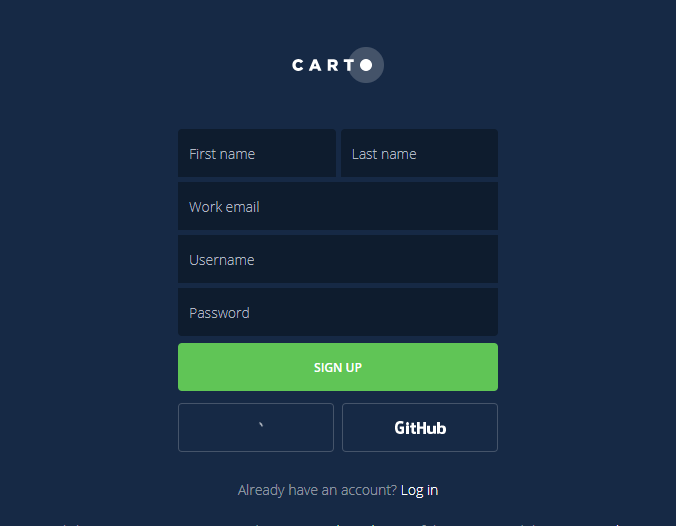 CARTO
First name Last name
Work email
Username
Password
SIGN UP
GitHub
Already have an account? Log in